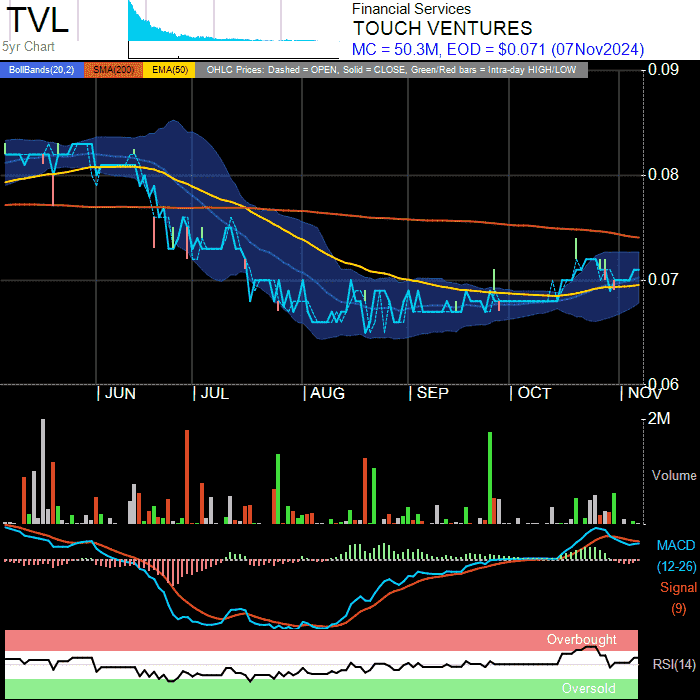 TVL
5yr Chart
Financial Services
TOUCH VENTURES
MC = 50.3M, EOD = $0.071 (07Nov2024)
BollBands(20,2) SMA(200) EMA(50) OHLC Prices: Dashed = OPEN, Solid = CLOSE, Green/Red bars = Intra-day HIGH/LOW
0.09
0.08
0.07
0.06
JUN JUL AUG SEP OCT NOV
2M
Volume
MACD
(12-26)
Signal
(9)
Overbought
RSI(14)
Oversold